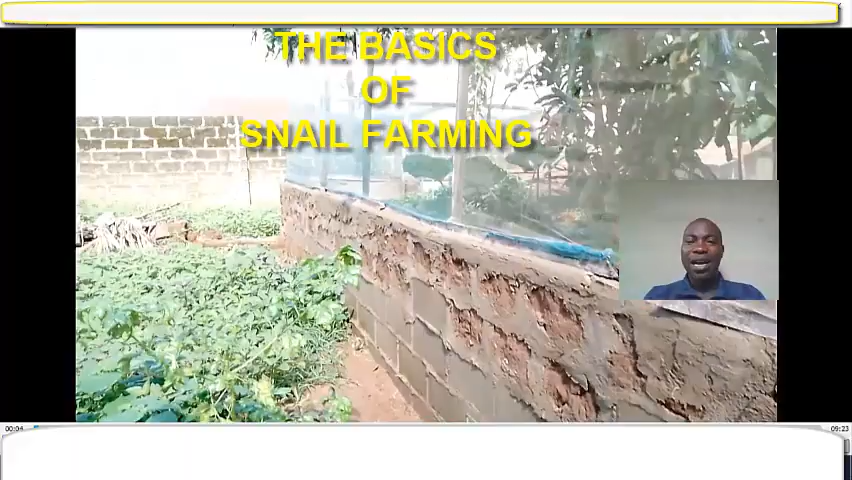 THE BASICS
OF
SNAIL FARMING
00:04
09:23